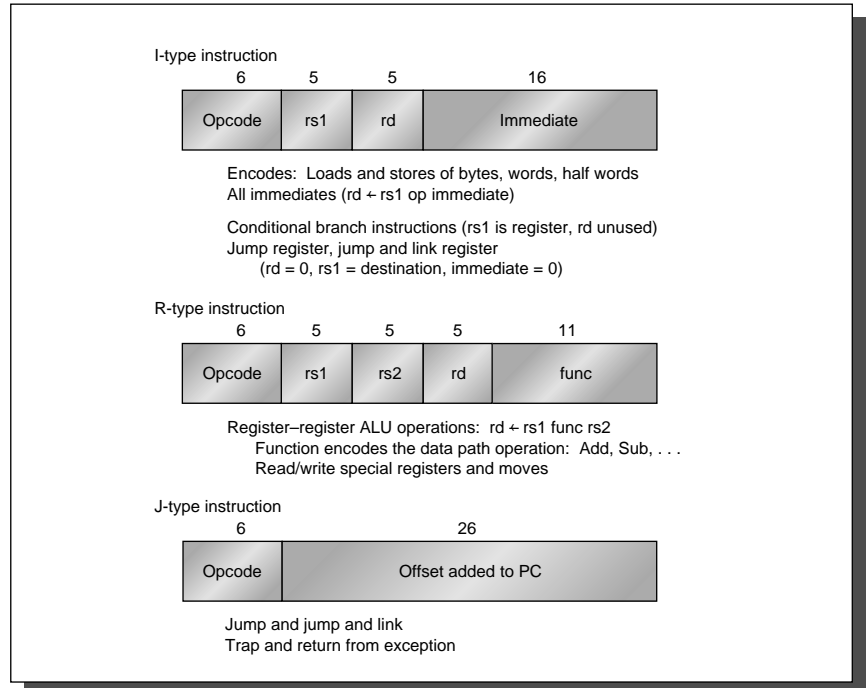 I-type instruction
6 5 5 16
Opcode rs1 rd Immediate
Encodes: Loads and stores of bytes, words, half words
All immediates (rd ← rs1 op immediate)
Conditional branch instructions (rs1 is register, rd unused)
Jump register, jump and link register
(rd = 0, rs1 = destination, immediate = 0)
R-type instruction
6 5 5 5 11
Opcode rs1 rs2 rd func
Register–register ALU operations: rd ← rs1 func rs2
Function encodes the data path operation: Add, Sub, . . .
Read/write special registers and moves
J-type instruction
6 26
Opcode Offset added to PC
Jump and jump and link
Trap and return from exception